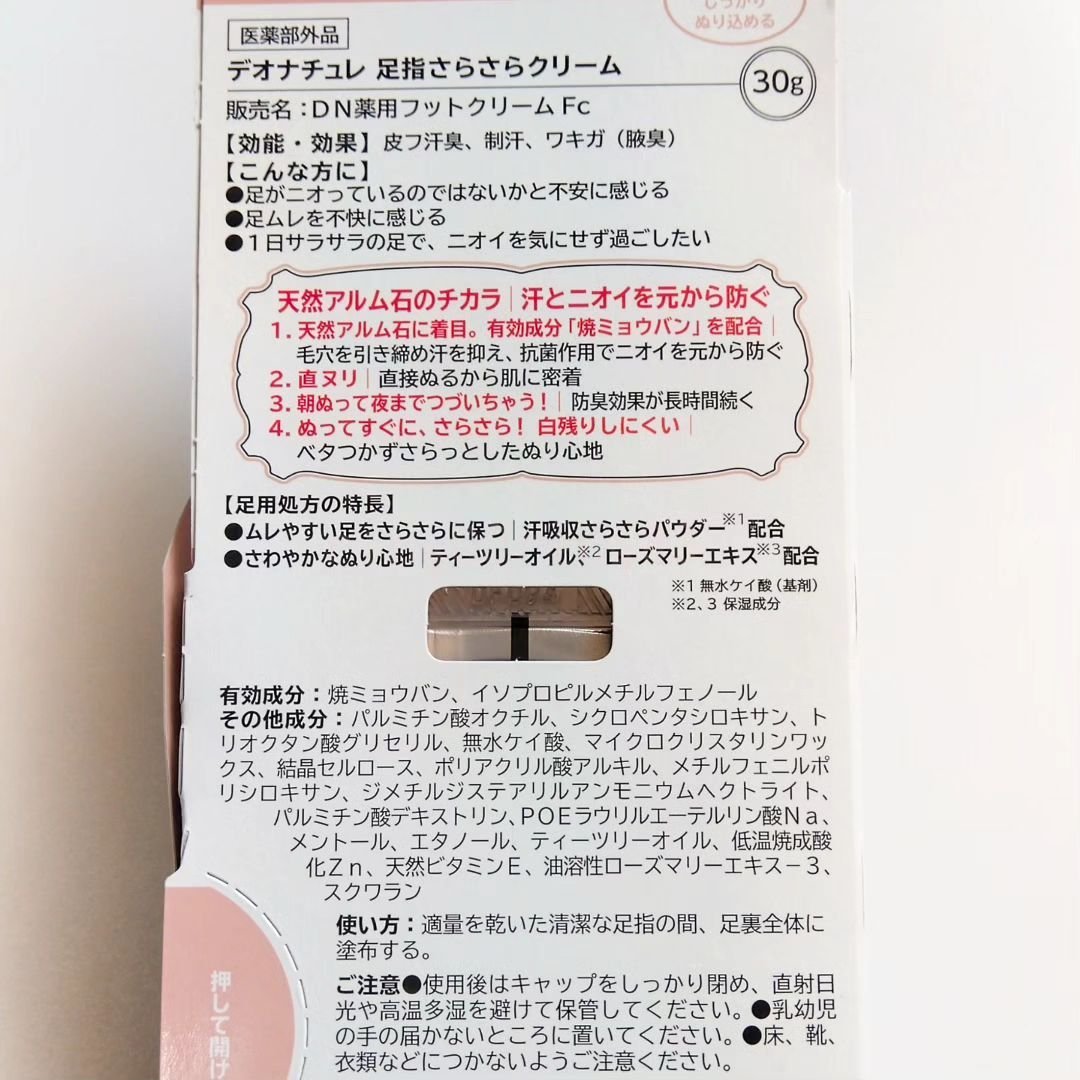 しっかり
ぬり込める
医薬部外品
デオナチュレ 足指さらさらクリーム
30g
販売名：DN薬用フットクリームFc
【効能・効果】皮フ汗臭、制汗、ワキガ（腋臭）
【こんな方に】
●足がニオっているのではないかと不安に感じる
●足ムレを不快に感じる
●1日サラサラの足で、ニオイを気にせず過ごしたい
天然アルム石のチカラ|汗とニオイを元から防ぐ
1. 天然アルム石に着目。有効成分「焼ミョウバン」を配合|
毛穴を引き締め汗を抑え、抗菌作用でニオイを元から防ぐ
2. 直ヌリ|直接ぬるから肌に密着
3. 朝ぬって夜までつづいちゃう！|防臭効果が長時間続く
4. ぬってすぐに、さらさら！ 白残りしにくい|
ベタつかずさらっとしたぬり心地
【足用処方の特長】
●ムレやすい足をさらさらに保つ|汗吸収さらさらパウダー※1配合
●さわやかなぬり心地|ティーツリーオイル※2、ローズマリーエキス※3配合
※1 無水ケイ酸（基剤）
※2、3 保湿成分
有効成分：焼ミョウバン、イソプロピルメチルフェノール
その他成分：パルミチン酸オクチル、シクロペンタシロキサン、ト
リオクタン酸グリセリル、無水ケイ酸、マイクロクリスタリンワッ
クス、結晶セルロース、ポリアクリル酸アルキル、メチルフェニルポ
リシロキサン、ジメチルジステアリルアンモニウムヘクトライト、
パルミチン酸デキストリン、POEラウリルエーテルリン酸Na、
メントール、エタノール、ティーツリーオイル、低温焼成酸
化Zn、天然ビタミンE、油溶性ローズマリーエキス－3、
スクワラン
使い方：適量を乾いた清潔な足指の間、足裏全体に
塗布する。
ご注意●使用後はキャップをしっかり閉め、直射日
光や高温多湿を避けて保管してください。●乳幼児
の手の届かないところに置いてください。●床、靴、
衣類などにつかないようご注意ください。
押して開け